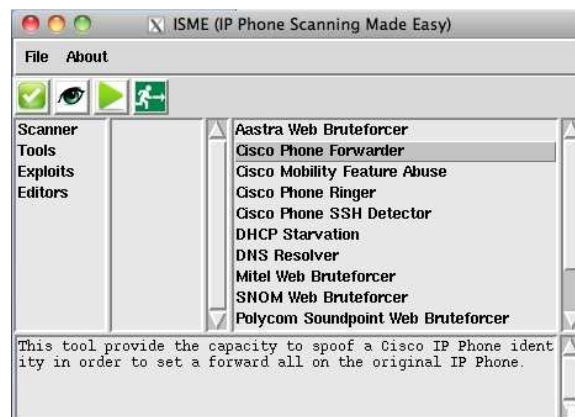 ISME (IP Phone Scanning Made Easy)
File About
Scanner
Tools
Exploits
Editors
Aastra Web Bruteforcer
Cisco Phone Forwarder
Cisco Mobility Feature Abuse
Cisco Phone Ringer
Cisco Phone SSH Detector
DHCP Starvation
DNS Resolver
Mitel Web Bruteforcer
SNOM Web Bruteforcer
Polycom Soundpoint Web Bruteforcer
This tool provide the capacity to spoof a Cisco IP Phone ident
ity in order to set a forward all on the original IP Phone.